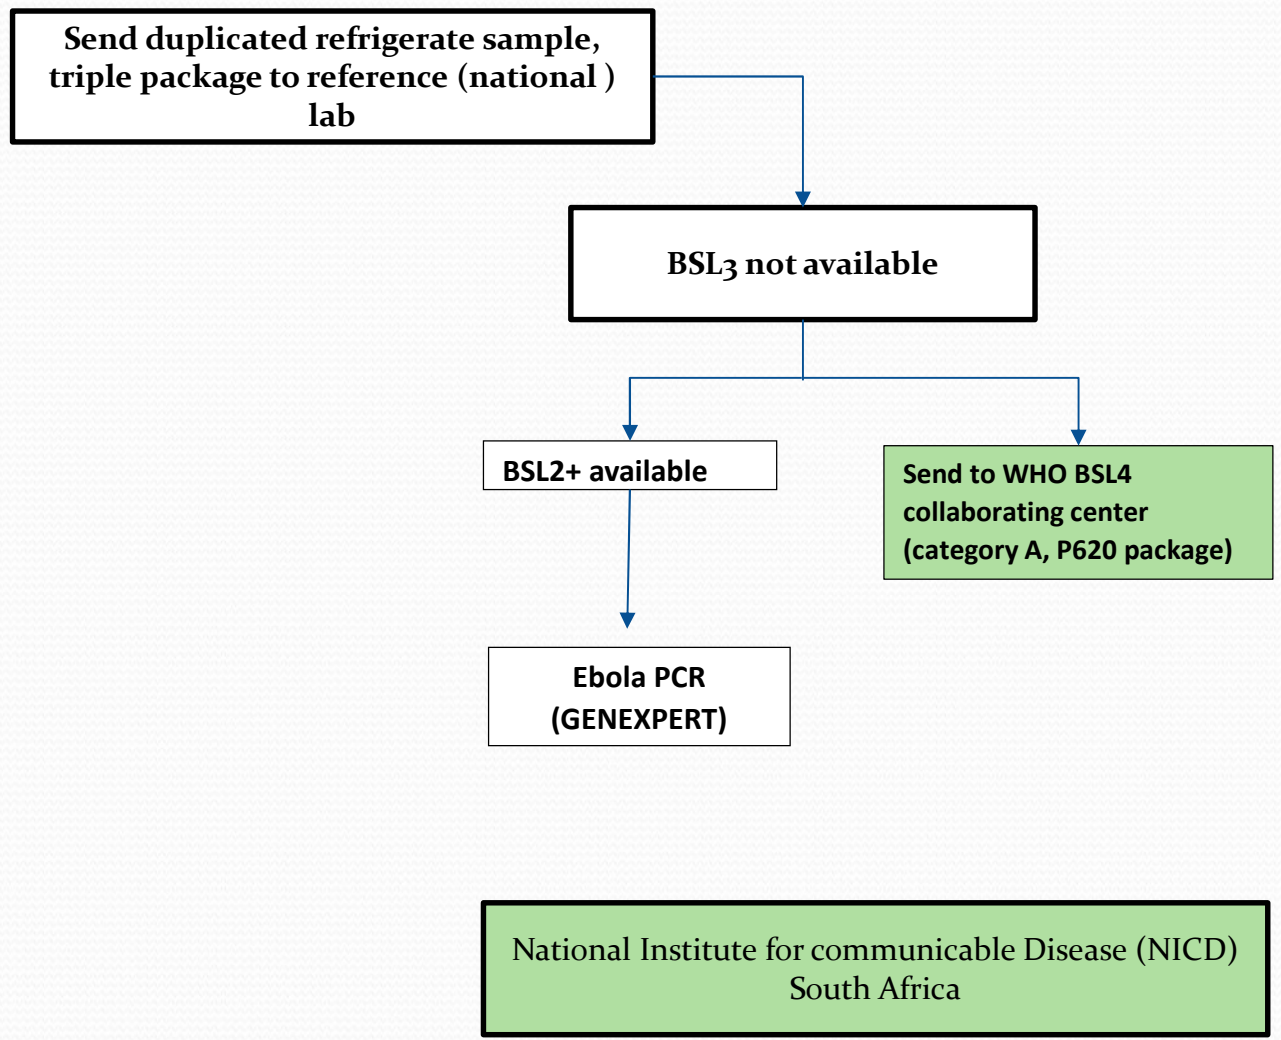 Send duplicated refrigerate sample,
triple package to reference (national )
lab
BSL3 not available
BSL2+ available
Send to WHO BSL4
collaborating center
(category A, P620 package)
Ebola PCR
(GENEXPERT)
National Institute for communicable Disease (NICD)
South Africa